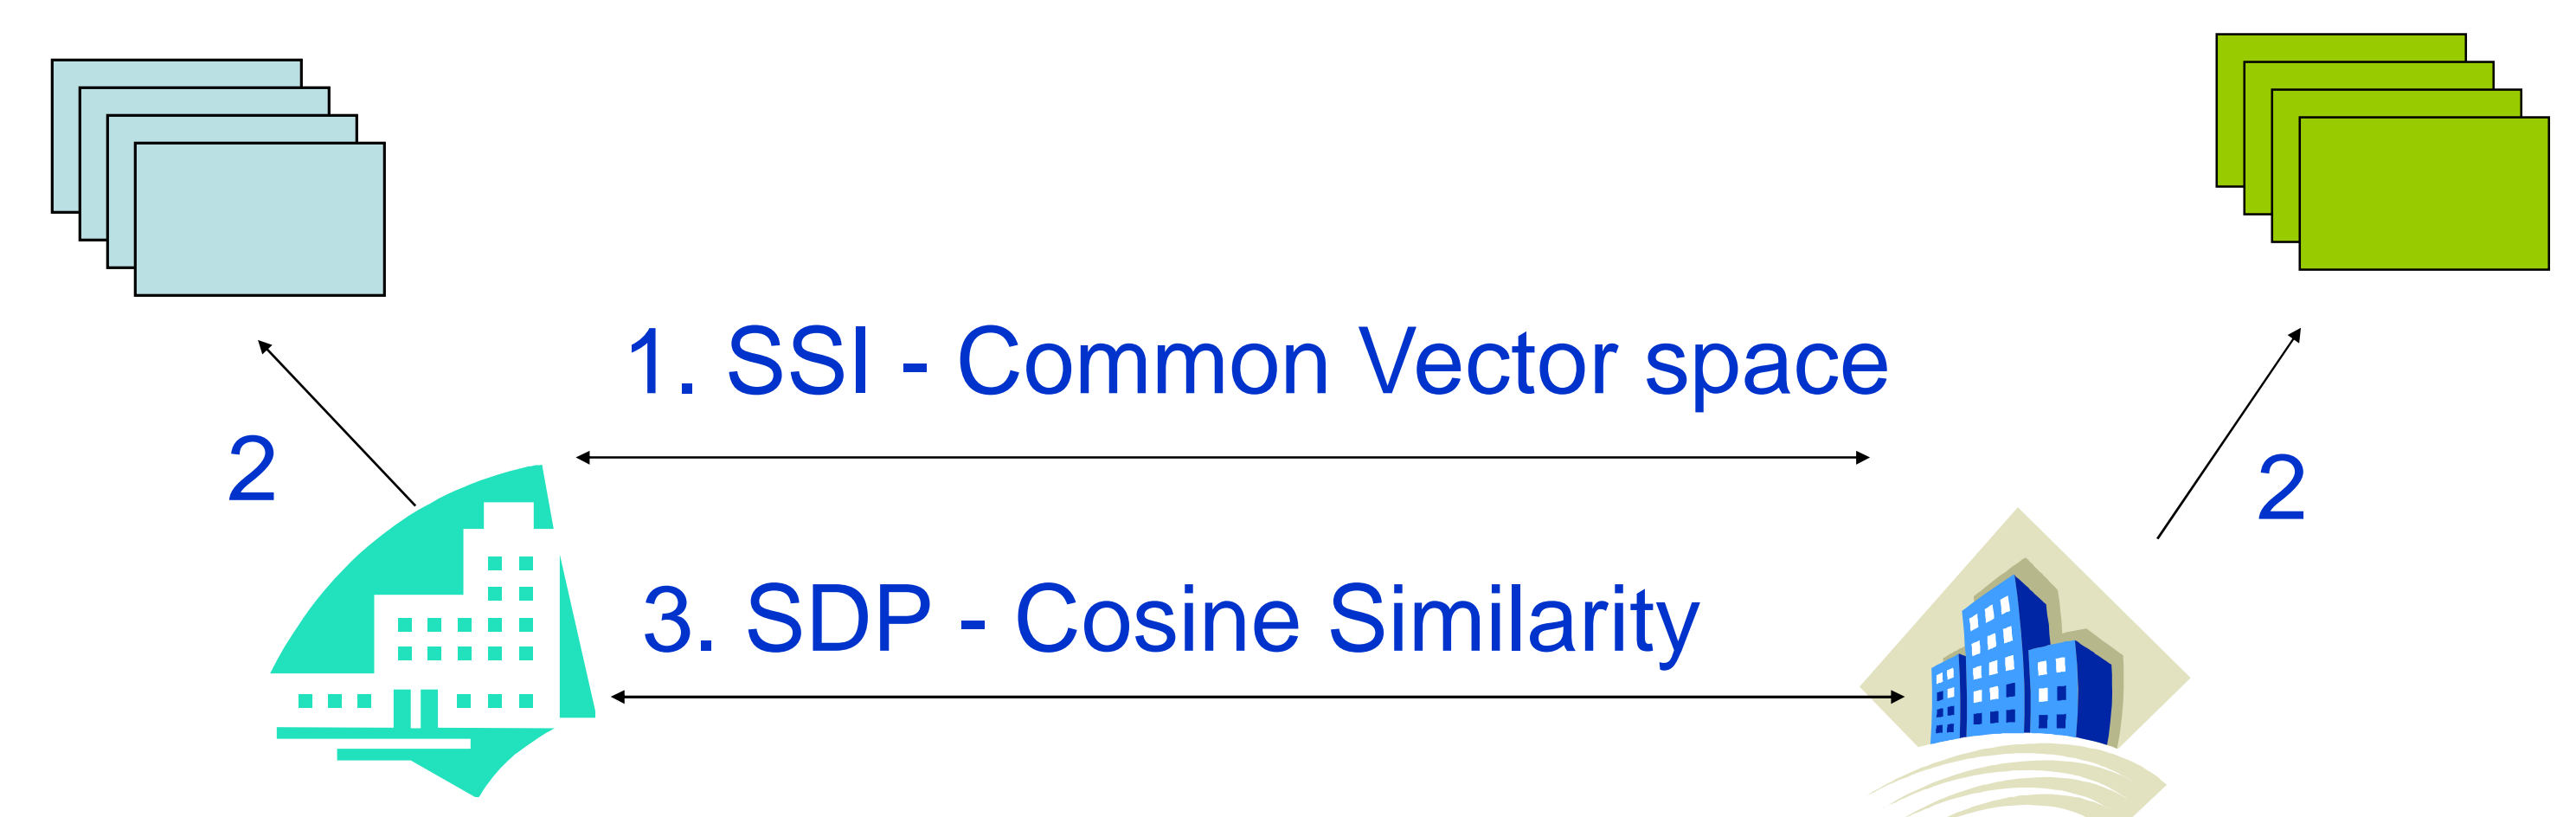 1. SSI - Common Vector space
2
2
3. SDP - Cosine Similarity